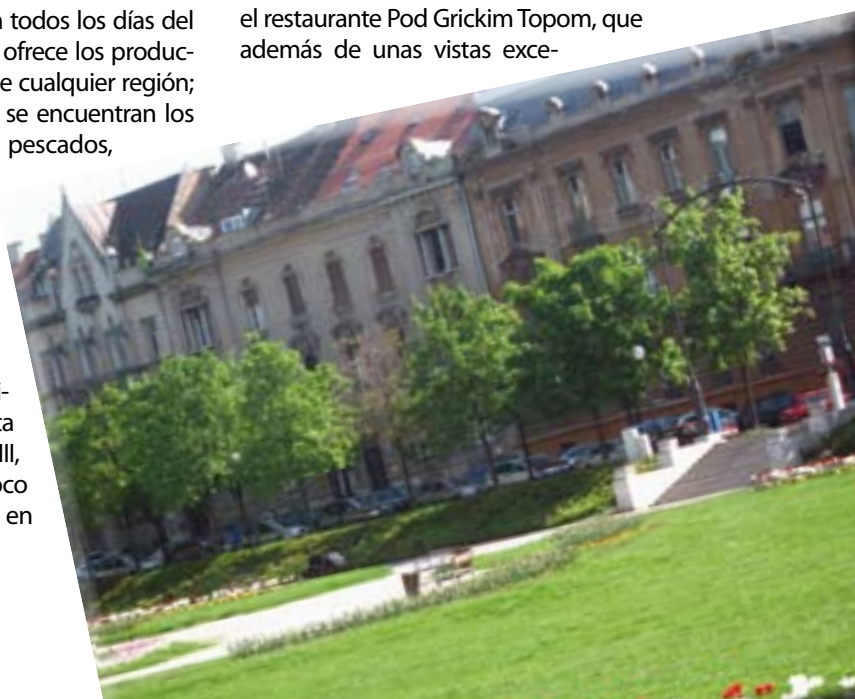 todos los días del
ofrece los produc-
e cualquier región;
se encuentran los
pescados,
i-
ta
III,
oco
en
el restaurante Pod Grickim Topom, que
además de unas vistas exce-